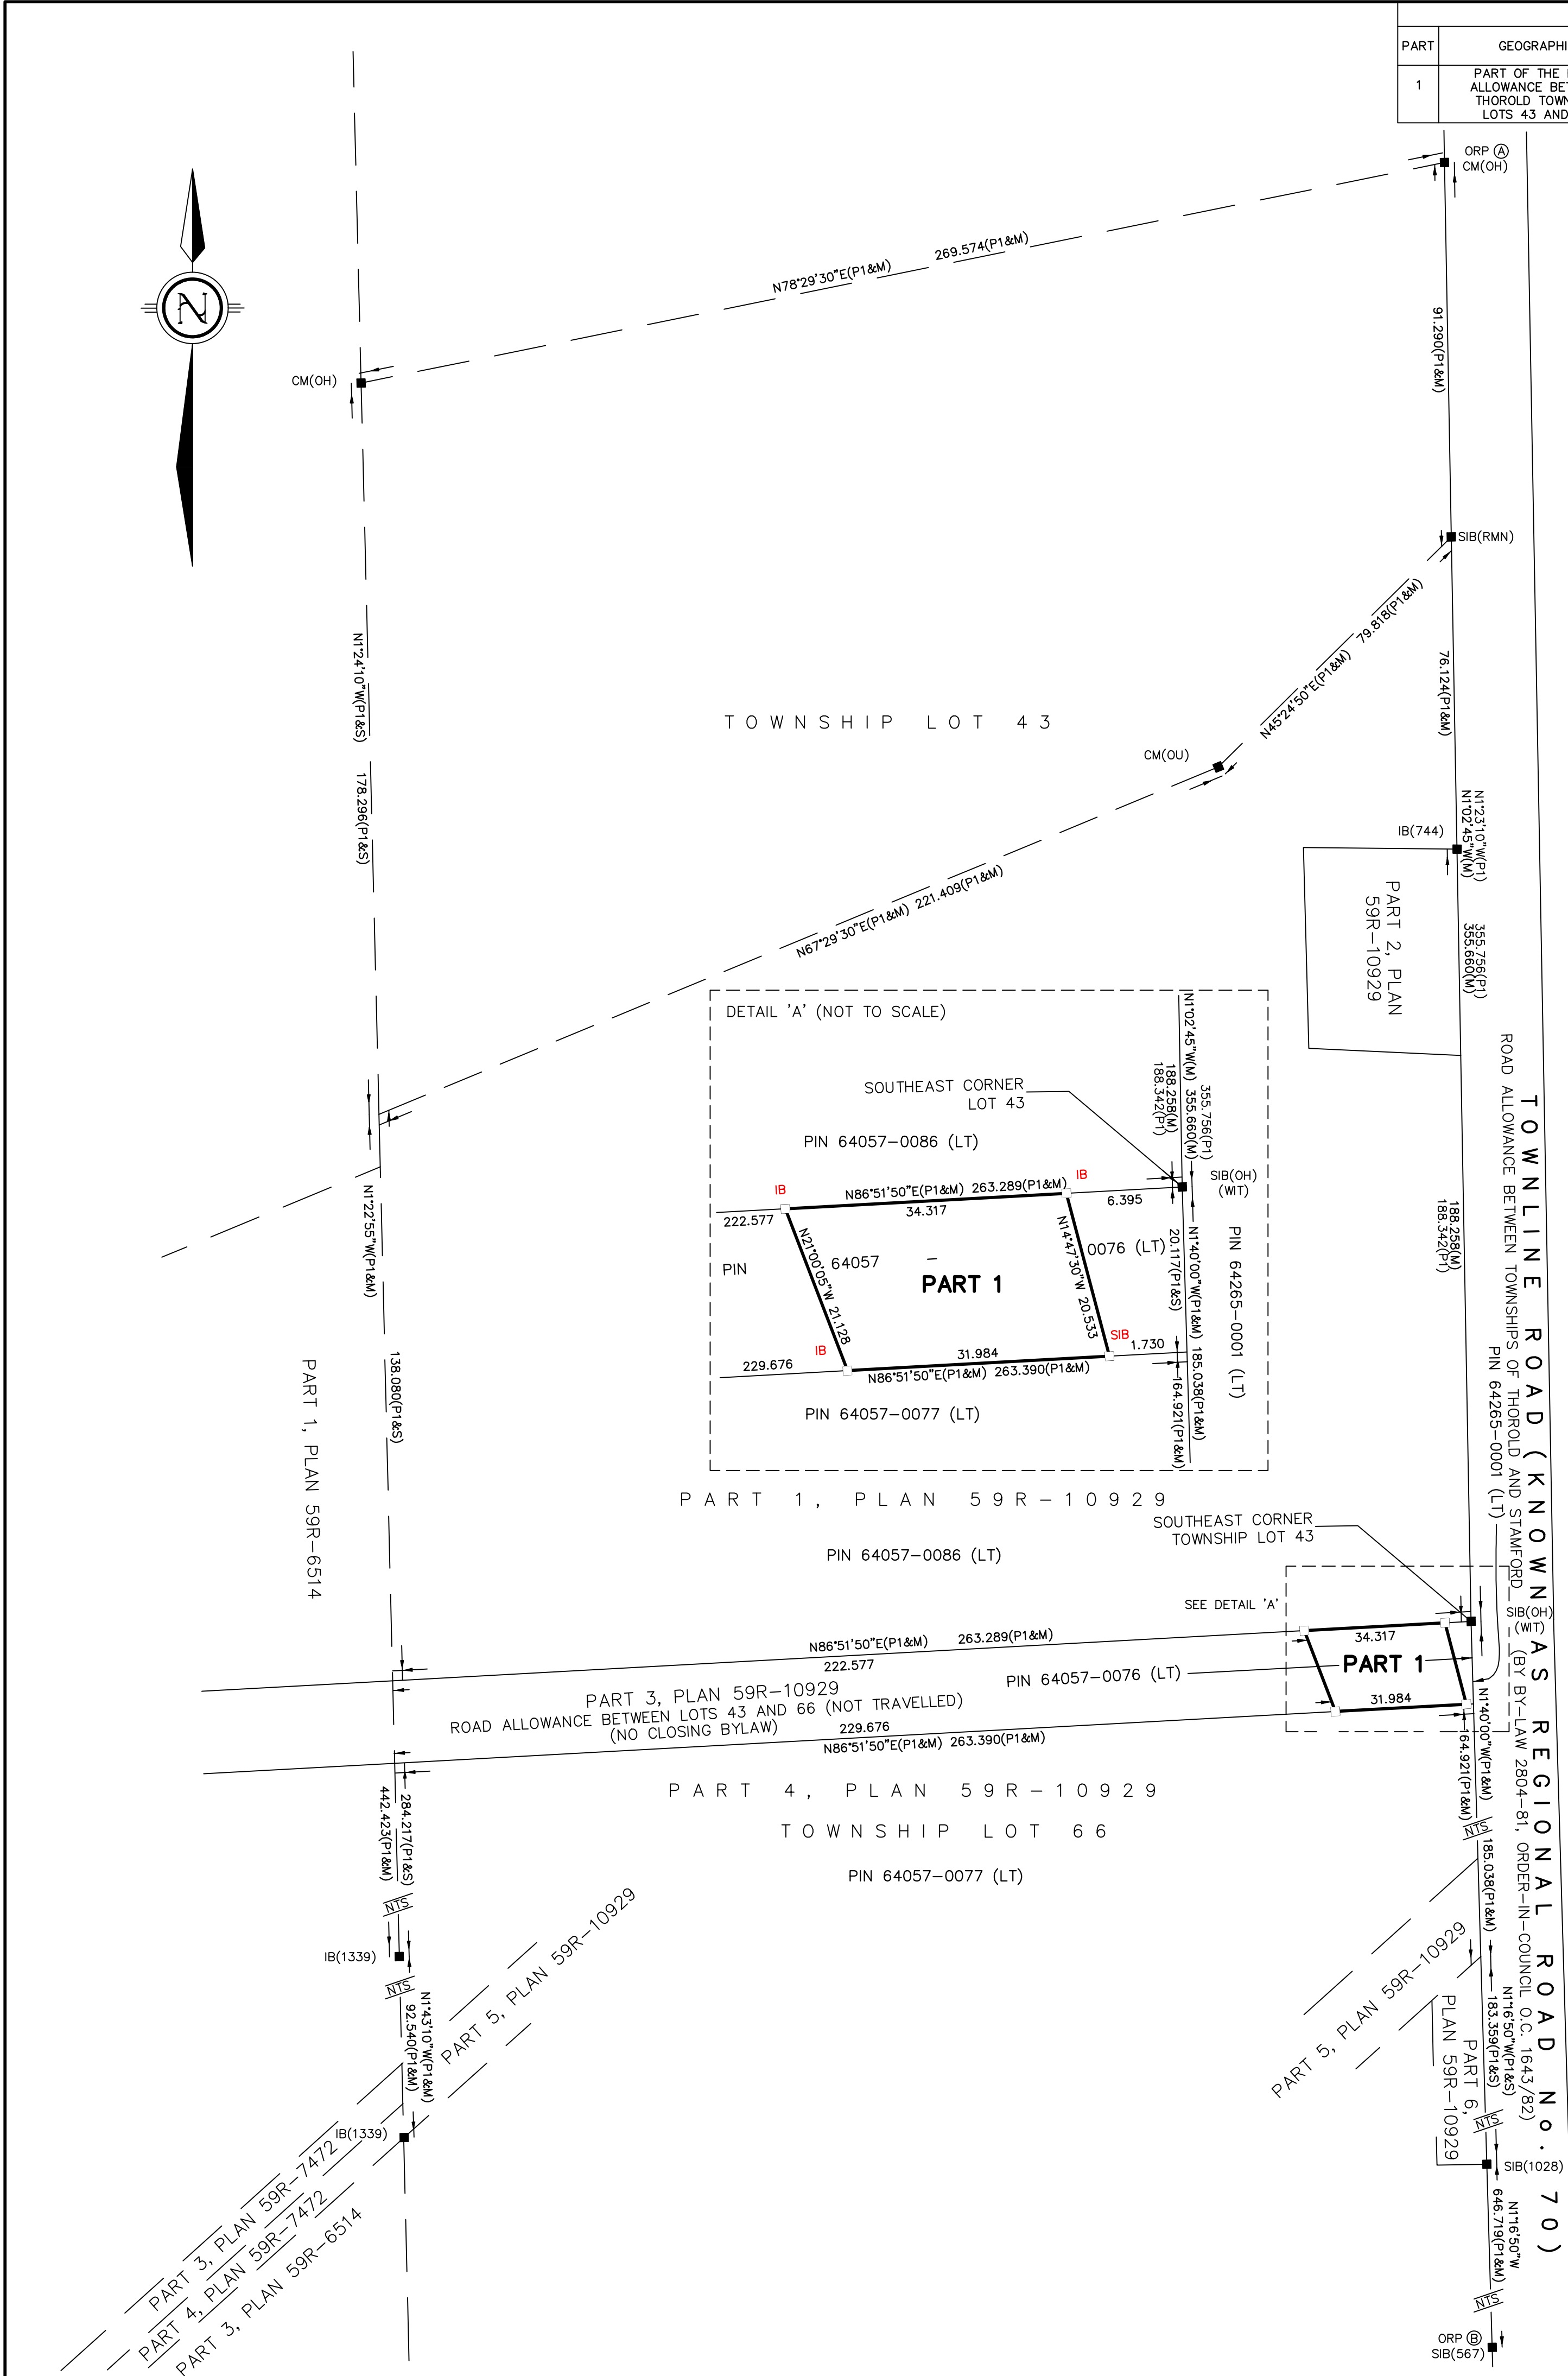 PART
GEOGRAPHI
1
PART OF THE
ALLOWANCE BET
THOROLD TOWN
LOTS 43 AND
ORP Ⓐ
CM(OH)
N78°29'30"E(P1&M) 269.574(P1&M)
N
CM(OH)
91.290(P1&M)
SIB(RMN)
N45°24'50"E(P1&M) 79.818(P1&M)
76.124(P1&M)
N1°24'10"W(P1&S) 178.296(P1&S)
TOWNSHIP LOT 43
CM(OU)
IB(744)
N1°23'10"W(P1) 355.756(P1)
N1°02'45"W(M) 355.660(M)
PART 2, PLAN
59R-10929
N67°29'30"E(P1&M) 221.409(P1&M)
DETAIL 'A' (NOT TO SCALE)
N1°02'45"W(M) 355.660(M)
355.756(P1)
188.258(M)
188.342(P1)
SOUTHEAST CORNER
LOT 43
PIN 64057-0086 (LT)
SIB(OH)
(WIT)
IB
IB
N86°51'50"E(P1&M) 263.289(P1&M)
34.317
6.395
222.577
N21°00'05"W 21.128
N14°47'30"W 20.533
20.117(P1&S)
N1°40'00"W(P1&M) 185.038(P1&M)
PIN 64265-0001 (LT)
PIN 64057 – 0076 (LT)
PART 1
IB
SIB
1.730
31.984
229.676
N86°51'50"E(P1&M) 263.390(P1&M)
164.921(P1&M)
PIN 64057-0077 (LT)
N1°22'55"W(P1&M) 138.080(P1&S)
PART 1, PLAN 59R-6514
188.258(M)
188.342(P1)
TOWNLINE ROAD (KNOWN AS REGIONAL ROAD No. 70)
ROAD ALLOWANCE BETWEEN TOWNSHIPS OF THOROLD AND STAMFORD
(BY BY-LAW 2804-81, ORDER-IN-COUNCIL O.C. 1643/82)
PIN 64265-0001 (LT)
PART 1, PLAN 59R-10929
SOUTHEAST CORNER
TOWNSHIP LOT 43
PIN 64057-0086 (LT)
SEE DETAIL 'A'
SIB(OH)
(WIT)
N86°51'50"E(P1&M) 263.289(P1&M)
222.577
34.317
PART 1
31.984
PIN 64057-0076 (LT)
PART 3, PLAN 59R-10929
ROAD ALLOWANCE BETWEEN LOTS 43 AND 66 (NOT TRAVELLED)
(NO CLOSING BYLAW)
229.676
N86°51'50"E(P1&M) 263.390(P1&M)
164.921(P1&M)
N1°40'00"W(P1&M)
NTS
185.038(P1&M)
PART 4, PLAN 59R-10929
TOWNSHIP LOT 66
PIN 64057-0077 (LT)
284.217(P1&S)
442.423(P1&M)
NTS
IB(1339)
NTS
N1°43'10"W(P1&M)
92.540(P1&M)
IB(1339)
PART 5, PLAN 59R-10929
PART 5, PLAN 59R-10929
N1°16'50"W(P1&S)
183.359(P1&S)
PART 6,
PLAN 59R-10929
NTS
SIB(1028)
N1°16'50"W
646.719(P1&M)
NTS
PART 3, PLAN 59R-7472
PART 4, PLAN 59R-7472
PART 3, PLAN 59R-6514
ORP Ⓑ
SIB(567)